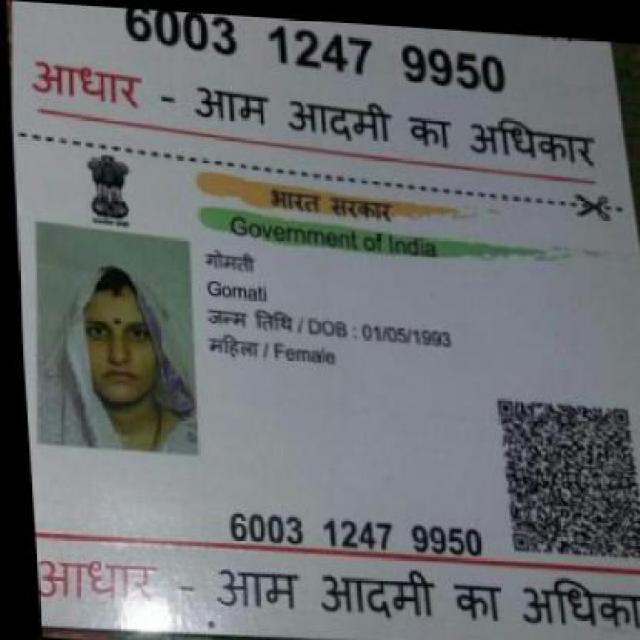 6003 1247 9950
आधार - आम आदमी का अधिकार
भारत सरकार
Government of India
गोमती
Gomati
जन्म तिथि / DOB : 01/05/1993
महिला / Female
6003 1247 9950
आधार - आम आदमी का अधिका